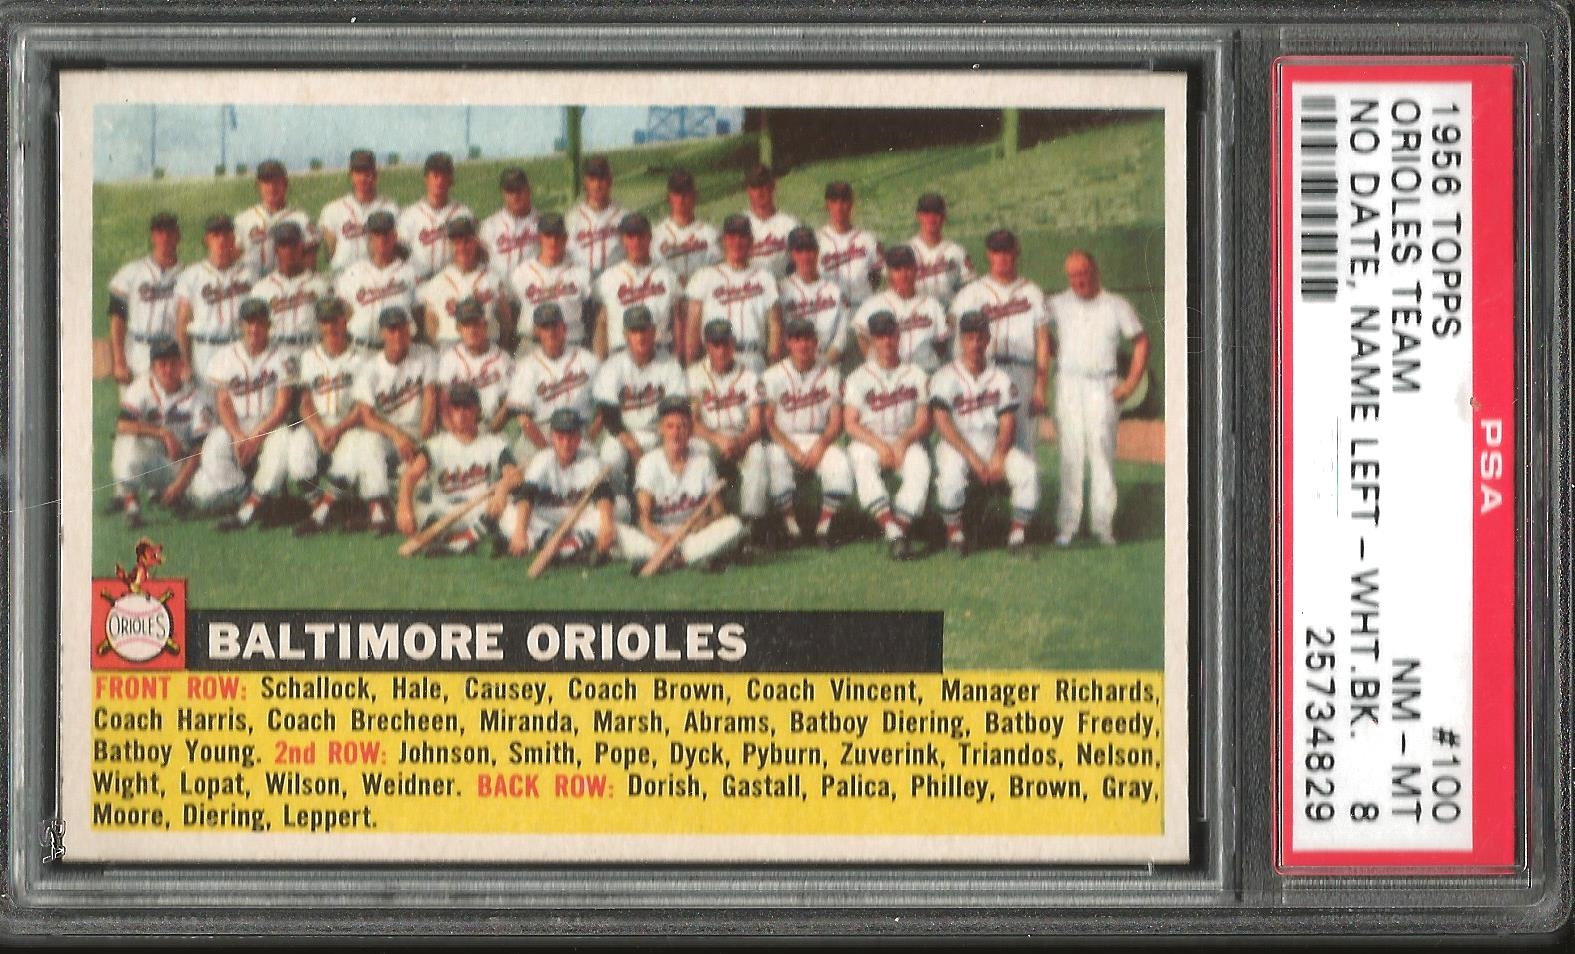 ORIOLES
BALTIMORE ORIOLES
FRONT ROW: Schallock, Hale, Causey, Coach Brown, Coach Vincent, Manager Richards,
Coach Harris, Coach Brecheen, Miranda, Marsh, Abrams, Batboy Diering, Batboy Freedy,
Batboy Young. 2nd ROW: Johnson, Smith, Pope, Dyck, Pyburn, Zuverink, Triandos, Nelson,
Wight, Lopat, Wilson, Weidner. BACK ROW: Dorish, Gastall, Palica, Philley, Brown, Gray,
Moore, Diering, Leppert.
PSA
1956 TOPPS #100
ORIOLES TEAM NM - MT
NO DATE, NAME LEFT - WHT.BK. 8
25734829